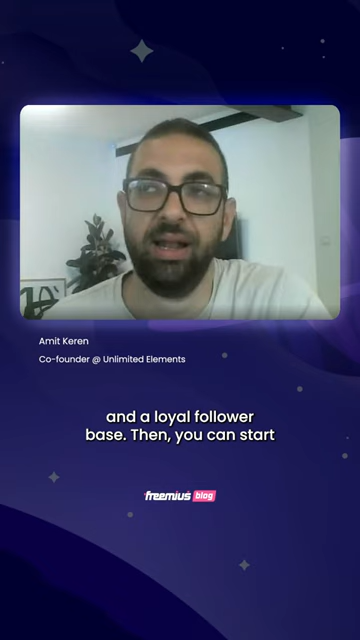 Amit Keren
Co-founder @ Unlimited Elements
and a loyal follower
base. Then, you can start
freemius blog